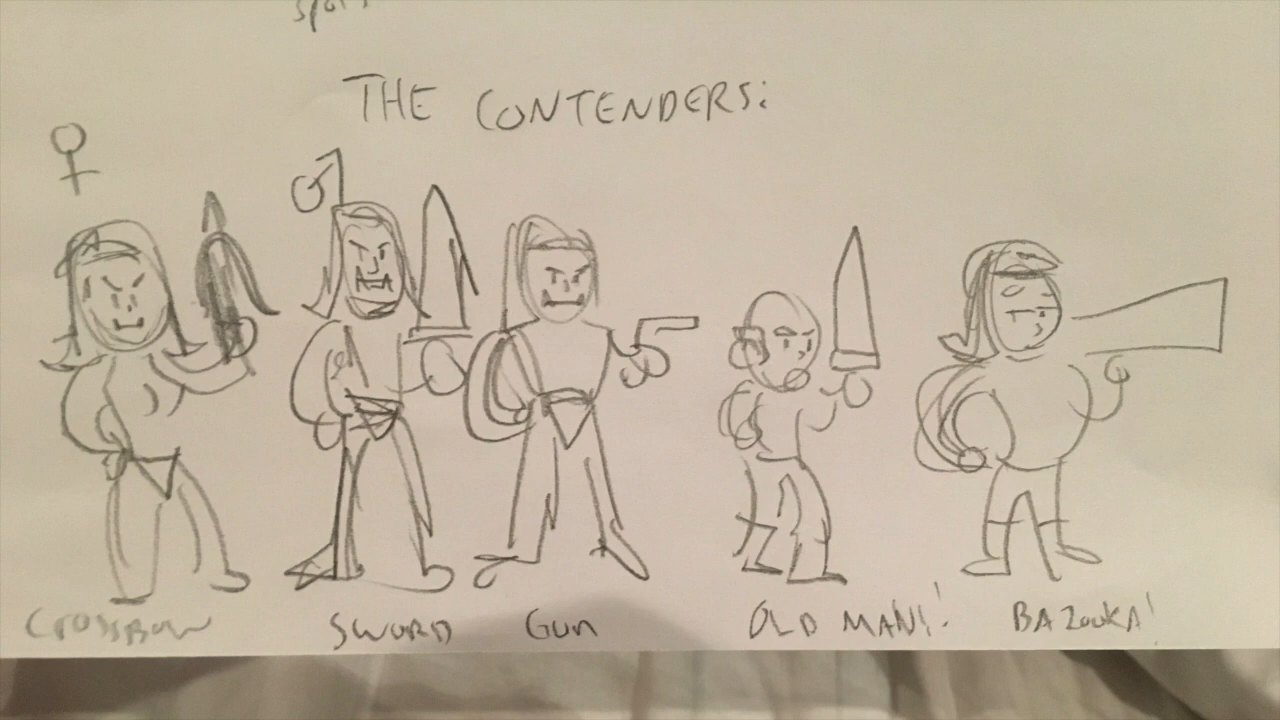 THE CONTENDERS:
CROSSBOW
SWORD
GUN
OLD MAN!
BAZOOKA!